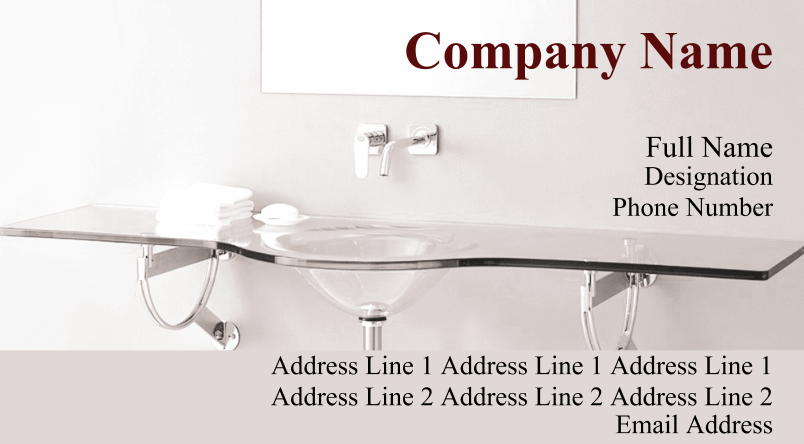 Company Name
Full Name
Designation
Phone Number
Address Line 1 Address Line 1 Address Line 1
Address Line 2 Address Line 2 Address Line 2
Email Address